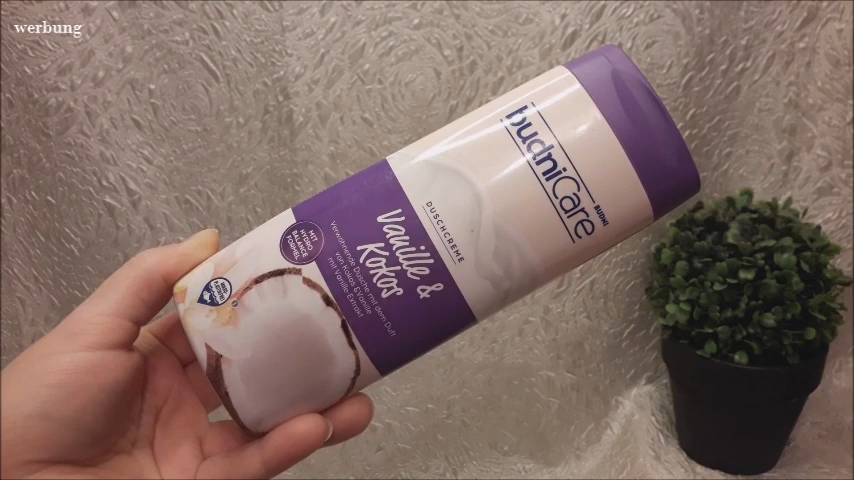 werbung
budniCare
BUDNI
DUSCHCREME
Vanille &
Kokos
Verwöhnende Dusche mit dem Duft
von Kokos & Vanille
mit Vanille-Extrakt
MIT
HYDRO
BALANCE
FORMEL